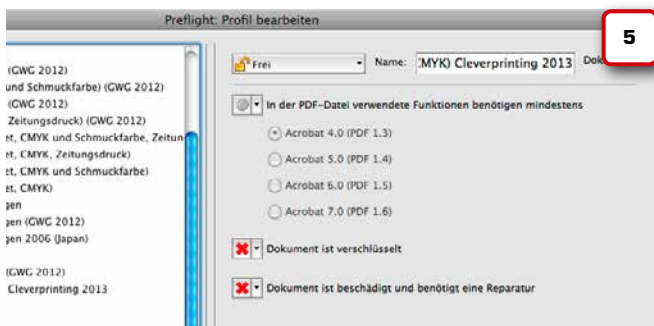 Preflight: Profil bearbeiten
5
(GWG 2012)
und Schmuckfarbe) (GWG 2012)
(GWG 2012)
Zeitungsdruck) (GWG 2012)
et, CMYK und Schmuckfarbe, Zeitun
et, CMYK, Zeitungsdruck)
et, CMYK und Schmuckfarbe)
et, CMYK)
gen
gen (GWG 2012)
gen 2006 (Japan)
(GWG 2012)
Cleverprinting 2013
Frei Name: :MYK) Cleverprinting 2013 Dok
In der PDF-Datei verwendete Funktionen benötigen mindestens
Acrobat 4.0 (PDF 1.3)
Acrobat 5.0 (PDF 1.4)
Acrobat 6.0 (PDF 1.5)
Acrobat 7.0 (PDF 1.6)
Dokument ist verschlüsselt
Dokument ist beschädigt und benötigt eine Reparatur